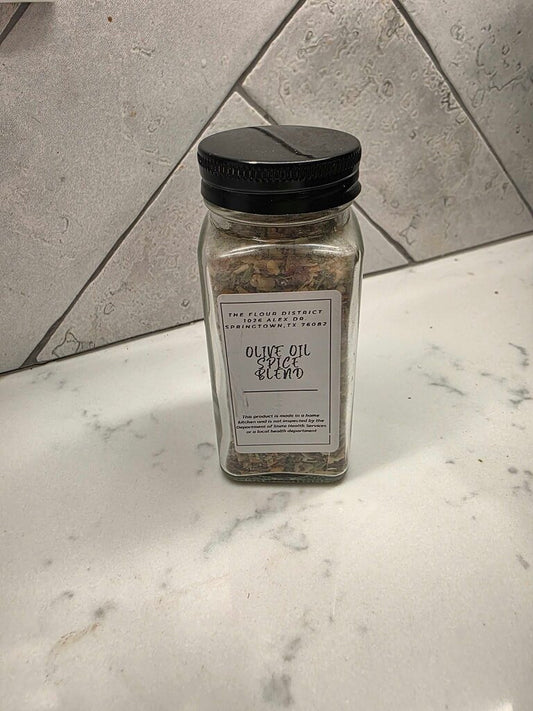 THE FLOUR DISTRICT
1026 ALEX DR
SPRINGTOWN,TX 76082
OLIVE OIL
SPICE
BLEND
This product is made in a home
kitchen and is not inspected by the
Department of State Health Services
or a local health department